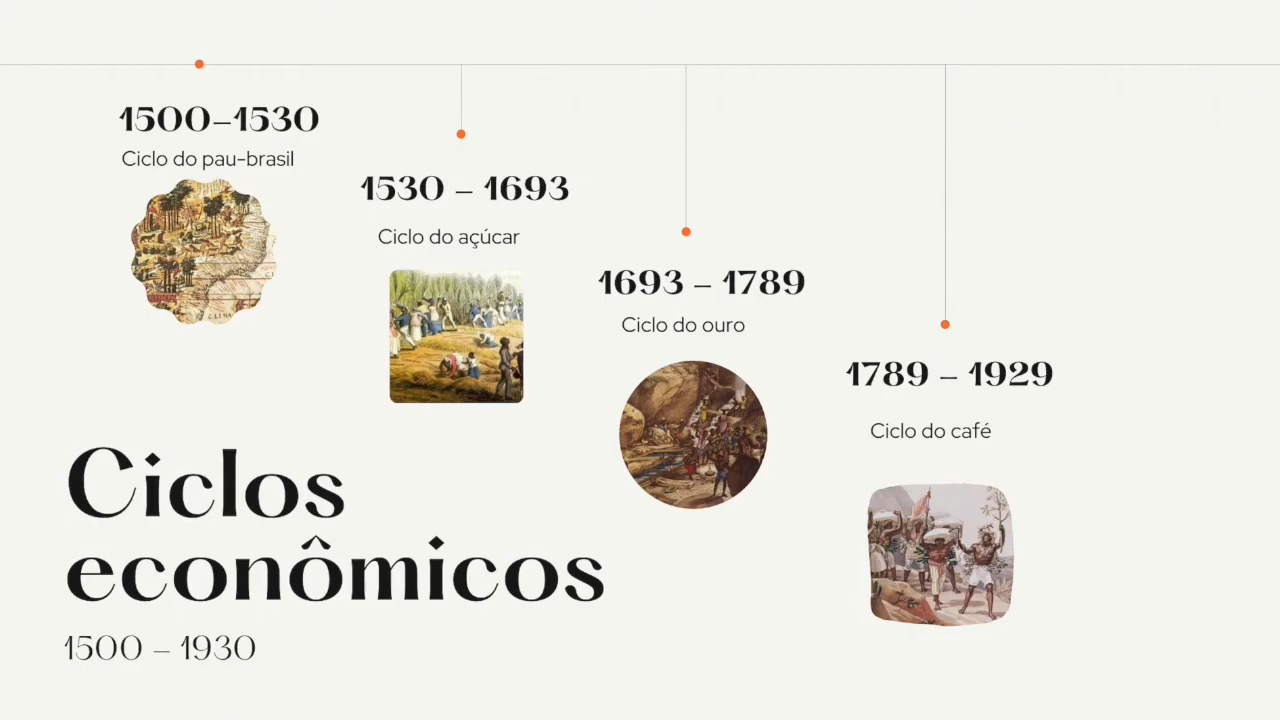 1500–1530
Ciclo do pau-brasil
1530 – 1693
Ciclo do açúcar
1693 – 1789
Ciclo do ouro
1789 – 1929
Ciclo do café
Ciclos
econômicos
1500 – 1930